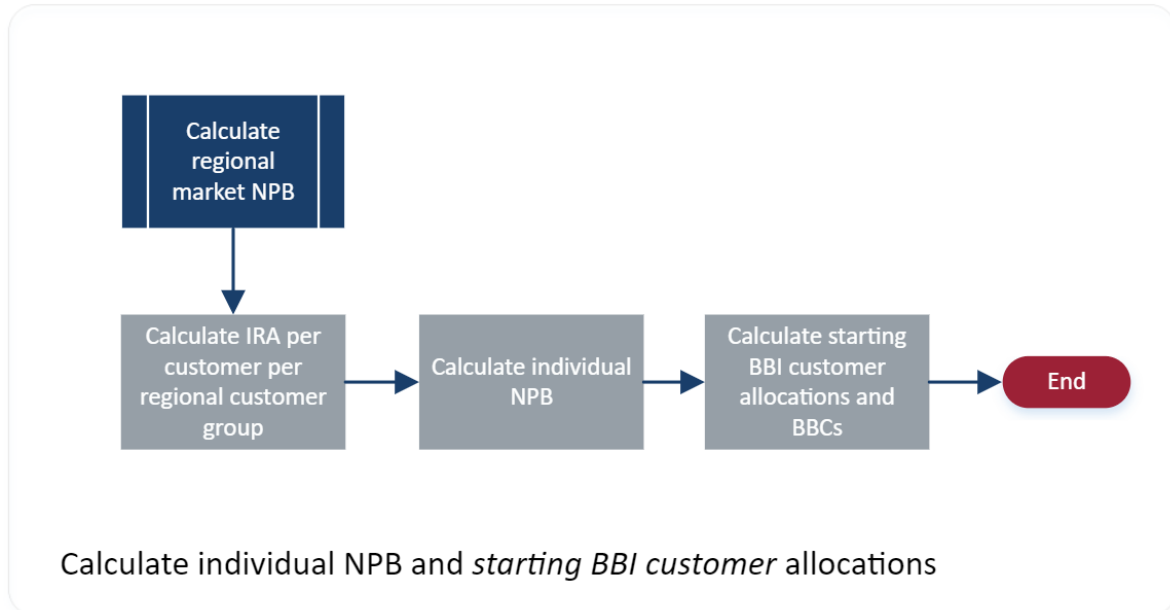 Calculate
regional
market NPB
Calculate IRA per
customer per
regional customer
group
Calculate individual
NPB
Calculate starting
BBI customer
allocations and
BBCs
End
Calculate individual NPB and starting BBI customer allocations